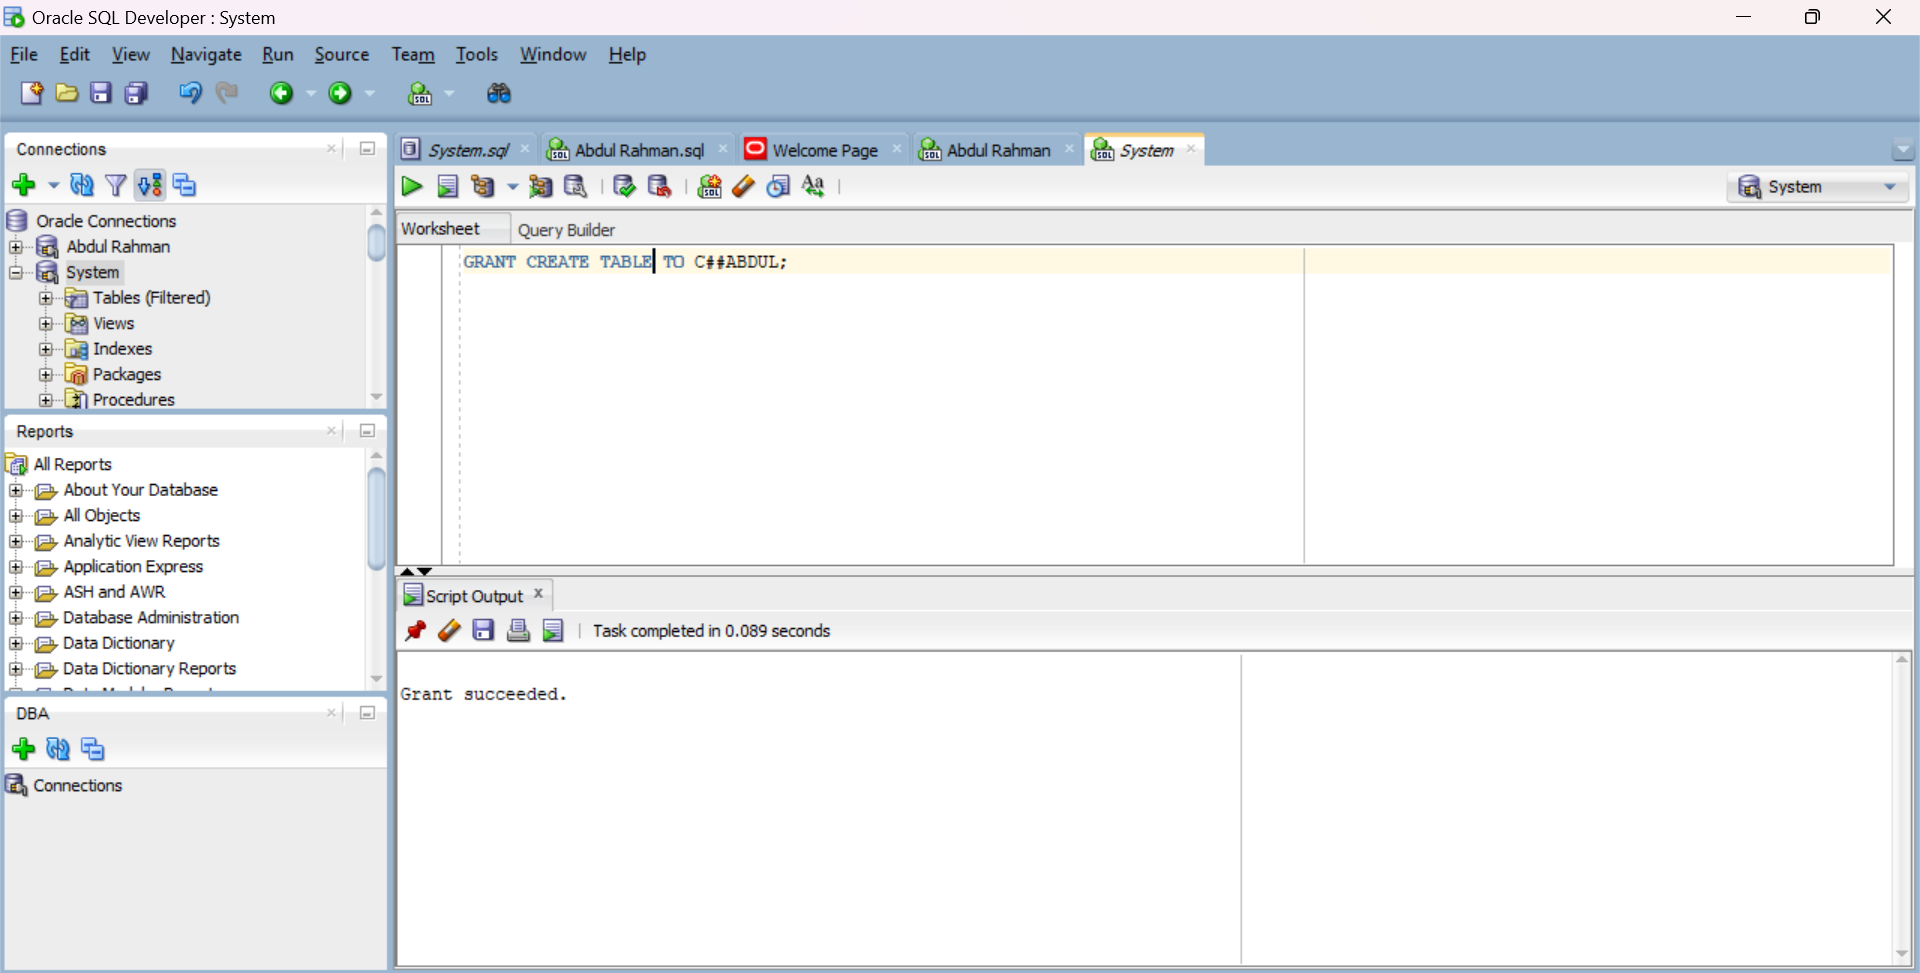 Oracle SQL Developer : System
File Edit View Navigate Run Source Team Tools Window Help
Connections
Oracle Connections
Abdul Rahman
System
Tables (Filtered)
Views
Indexes
Packages
Procedures
Reports
All Reports
About Your Database
All Objects
Analytic View Reports
Application Express
ASH and AWR
Database Administration
Data Dictionary
Data Dictionary Reports
DBA
Connections
System.sql Abdul Rahman.sql Welcome Page Abdul Rahman System
System
Worksheet Query Builder
GRANT CREATE TABLE TO C##ABDUL;
Script Output
Task completed in 0.089 seconds
Grant succeeded.